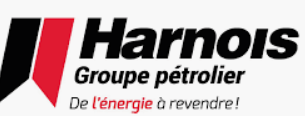 Harnois
Groupe pétrolier
De l'énergie à revendre!